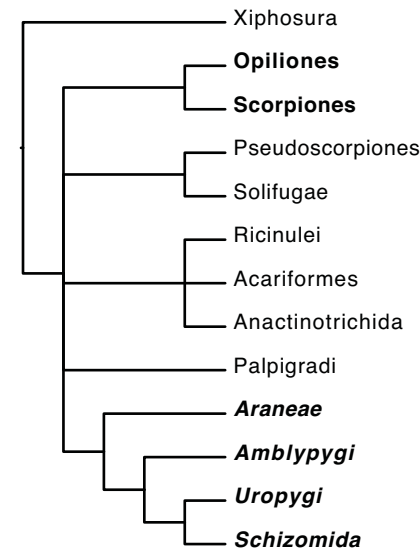 Xiphosura
Opiliones
Scorpiones
Pseudoscorpiones
Solifugae
Ricinulei
Acariformes
Anactinotrichida
Palpigradi
Araneae
Amblypygi
Uropygi
Schizomida